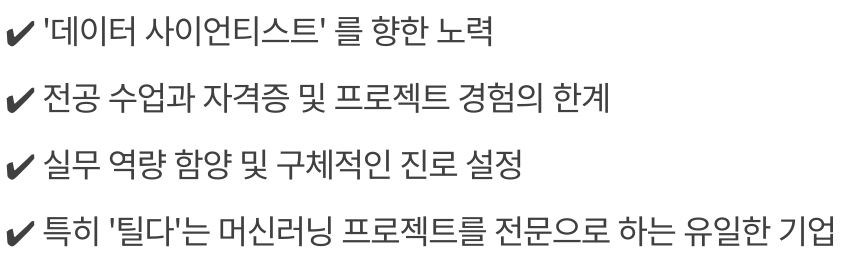 ✔ '데이터 사이언티스트' 를 향한 노력
✔ 전공 수업과 자격증 및 프로젝트 경험의 한계
✔ 실무 역량 함양 및 구체적인 진로 설정
✔ 특히 '틸다'는 머신러닝 프로젝트를 전문으로 하는 유일한 기업